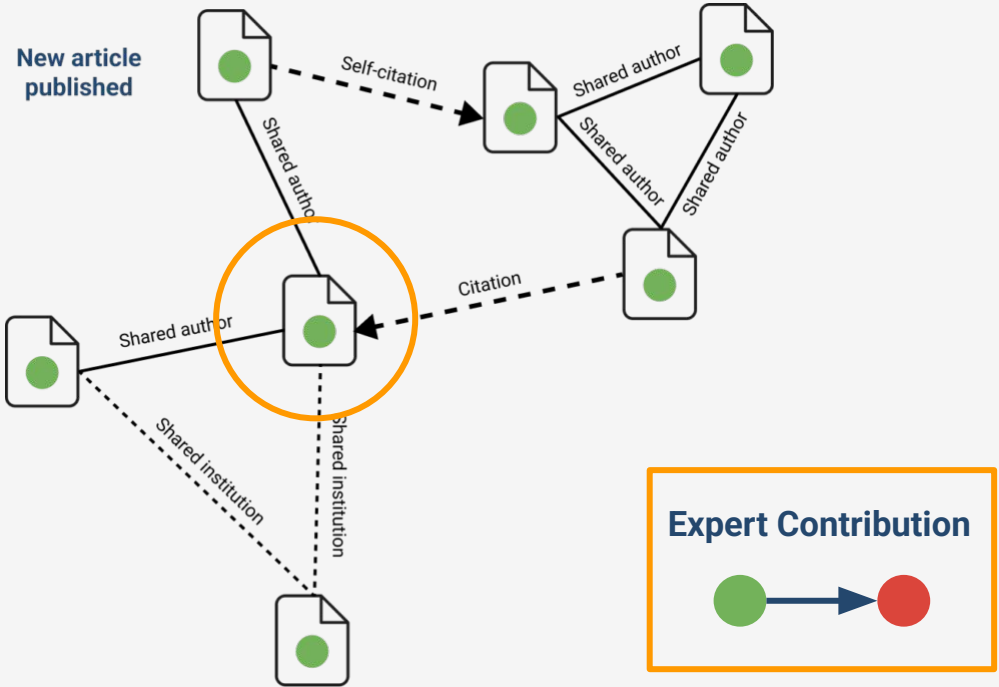 New article
published
Self-citation
Shared author
Shared author
Shared author
Shared author
Citation
Shared author
Shared institution
Shared institution
Expert Contribution